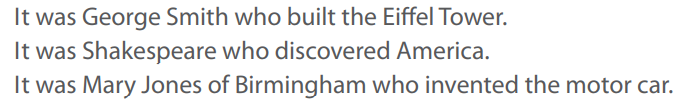 It was George Smith who built the Eiffel Tower.
It was Shakespeare who discovered America.
It was Mary Jones of Birmingham who invented the motor car.